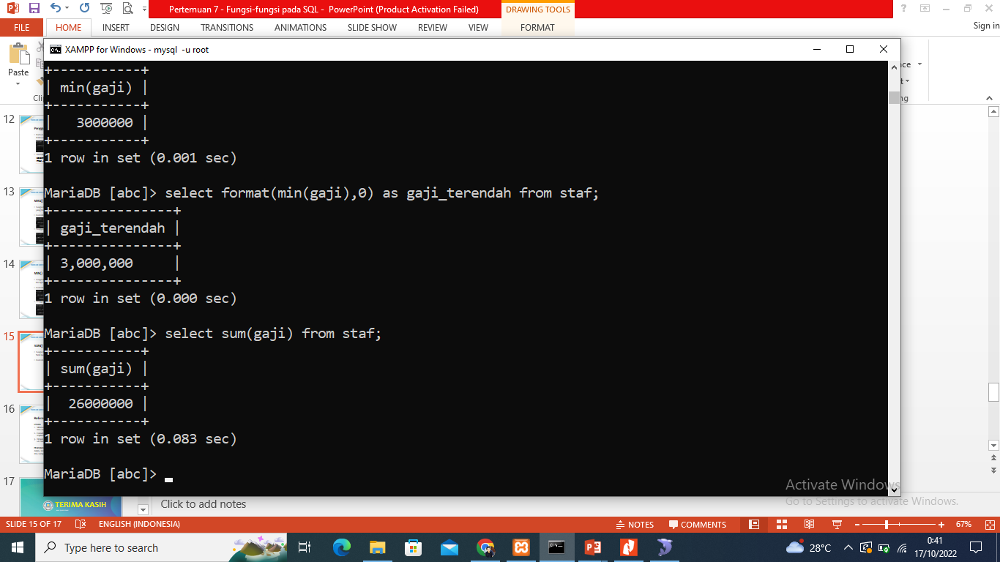 Pertemuan 7 - Fungsi-fungsi pada SQL - PowerPoint (Product Activation Failed)
DRAWING TOOLS
FILE HOME INSERT DESIGN TRANSITIONS ANIMATIONS SLIDE SHOW REVIEW VIEW FORMAT
Sign in
XAMPP for Windows - mysql -u root
Paste
+-----------+
| min(gaji) |
+-----------+
|   3000000 |
+-----------+
1 row in set (0.001 sec)
MariaDB [abc]> select format(min(gaji),0) as gaji_terendah from staf;
+---------------+
| gaji_terendah |
+---------------+
| 3,000,000     |
+---------------+
1 row in set (0.000 sec)
MariaDB [abc]> select sum(gaji) from staf;
+-----------+
| sum(gaji) |
+-----------+
|  26000000 |
+-----------+
1 row in set (0.083 sec)
MariaDB [abc]>
12
13
14
15
16
17
TERIMA KASIH
Activate Windows
Go to Settings to activate Windows.
Click to add notes
SLIDE 15 OF 17 ENGLISH (INDONESIA) NOTES COMMENTS 67%
Type here to search
28°C
0:41
17/10/2022